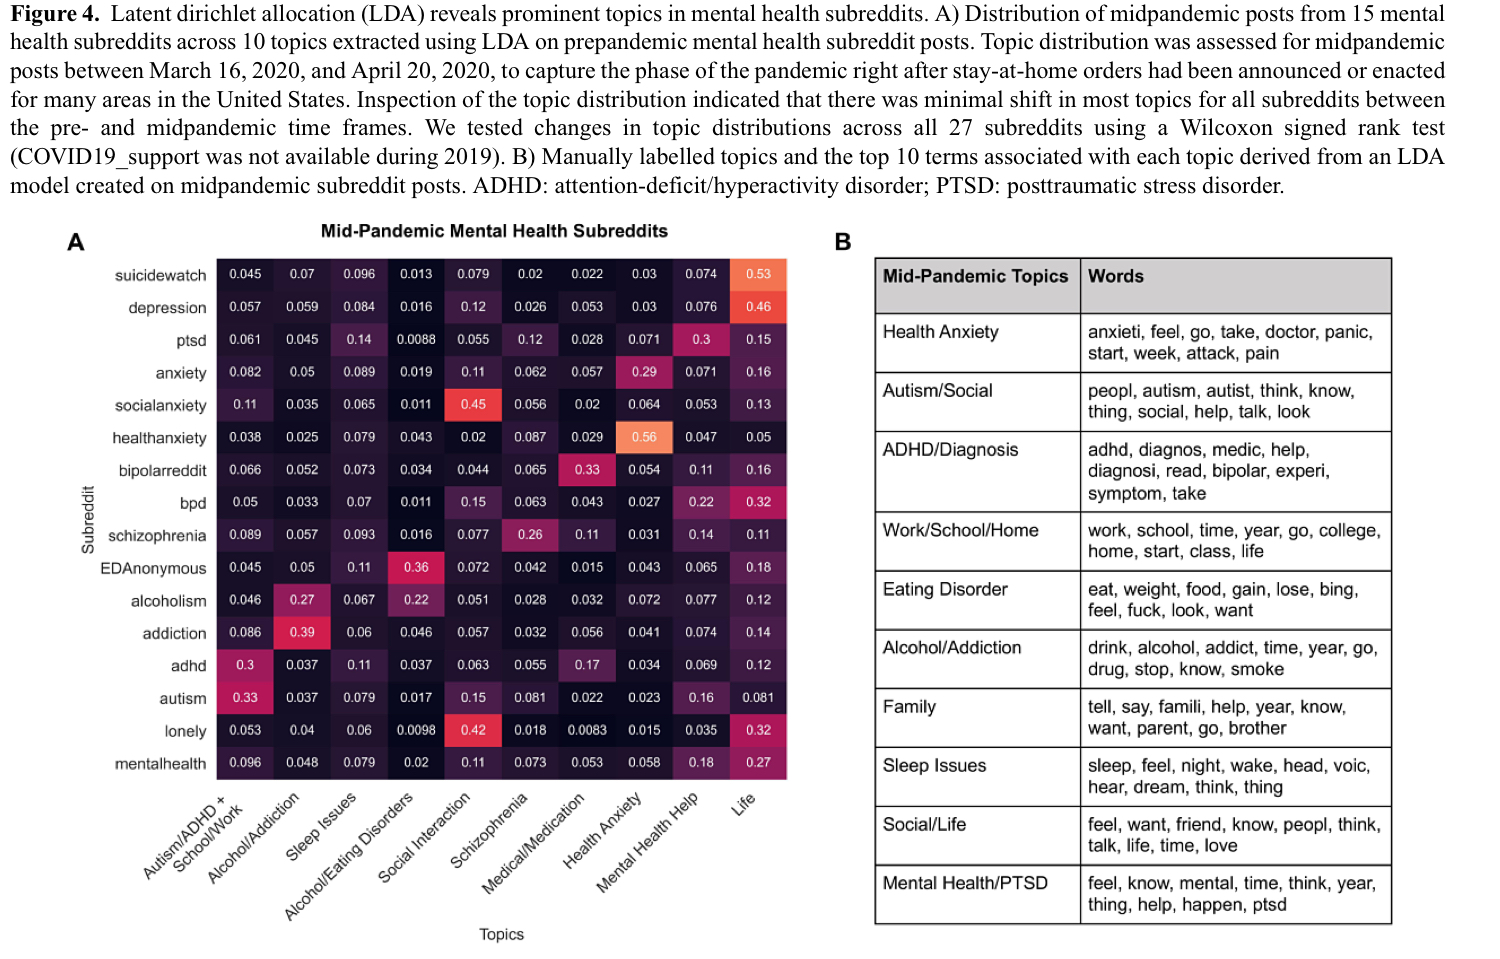 Figure 4. Latent dirichlet allocation (LDA) reveals prominent topics in mental health subreddits. A) Distribution of midpandemic posts from 15 mental
health subreddits across 10 topics extracted using LDA on prepandemic mental health subreddit posts. Topic distribution was assessed for midpandemic
posts between March 16, 2020, and April 20, 2020, to capture the phase of the pandemic right after stay-at-home orders had been announced or enacted
for many areas in the United States. Inspection of the topic distribution indicated that there was minimal shift in most topics for all subreddits between
the pre- and midpandemic time frames. We tested changes in topic distributions across all 27 subreddits using a Wilcoxon signed rank test
(COVID19_support was not available during 2019). B) Manually labelled topics and the top 10 terms associated with each topic derived from an LDA
model created on midpandemic subreddit posts. ADHD: attention-deficit/hyperactivity disorder; PTSD: posttraumatic stress disorder.
A
Mid-Pandemic Mental Health Subreddits
Subreddit
suicidewatch 0.045 0.07 0.096 0.013 0.079 0.02 0.022 0.03 0.074 0.53
depression 0.057 0.059 0.084 0.016 0.12 0.026 0.053 0.03 0.076 0.46
ptsd 0.061 0.045 0.14 0.0088 0.055 0.12 0.028 0.071 0.3 0.15
anxiety 0.082 0.05 0.089 0.019 0.11 0.062 0.057 0.29 0.071 0.16
socialanxiety 0.11 0.035 0.065 0.011 0.45 0.056 0.02 0.064 0.053 0.13
healthanxiety 0.038 0.025 0.079 0.043 0.02 0.087 0.029 0.56 0.047 0.05
bipolarreddit 0.066 0.052 0.073 0.034 0.044 0.065 0.33 0.054 0.11 0.16
bpd 0.05 0.033 0.07 0.011 0.15 0.063 0.043 0.027 0.22 0.32
schizophrenia 0.089 0.057 0.093 0.016 0.077 0.26 0.11 0.031 0.14 0.11
EDAnonymous 0.045 0.05 0.11 0.36 0.072 0.042 0.015 0.043 0.065 0.18
alcoholism 0.046 0.27 0.067 0.22 0.051 0.028 0.032 0.072 0.077 0.12
addiction 0.086 0.39 0.06 0.046 0.057 0.032 0.056 0.041 0.074 0.14
adhd 0.3 0.037 0.11 0.037 0.063 0.055 0.17 0.034 0.069 0.12
autism 0.33 0.037 0.079 0.017 0.15 0.081 0.022 0.023 0.16 0.081
lonely 0.053 0.04 0.06 0.0098 0.42 0.018 0.0083 0.015 0.035 0.32
mentalhealth 0.096 0.048 0.079 0.02 0.11 0.073 0.053 0.058 0.18 0.27
Autism/ADHD +
School/Work
Alcohol/Addiction
Sleep Issues
Alcohol/Eating Disorders
Social Interaction
Schizophrenia
Medical/Medication
Health Anxiety
Mental Health Help
Life
Topics
B
Mid-Pandemic Topics Words
Health Anxiety anxieti, feel, go, take, doctor, panic,
start, week, attack, pain
Autism/Social peopl, autism, autist, think, know,
thing, social, help, talk, look
ADHD/Diagnosis adhd, diagnos, medic, help,
diagnosi, read, bipolar, experi,
symptom, take
Work/School/Home work, school, time, year, go, college,
home, start, class, life
Eating Disorder eat, weight, food, gain, lose, bing,
feel, fuck, look, want
Alcohol/Addiction drink, alcohol, addict, time, year, go,
drug, stop, know, smoke
Family tell, say, famili, help, year, know,
want, parent, go, brother
Sleep Issues sleep, feel, night, wake, head, voic,
hear, dream, think, thing
Social/Life feel, want, friend, know, peopl, think,
talk, life, time, love
Mental Health/PTSD feel, know, mental, time, think, year,
thing, help, happen, ptsd